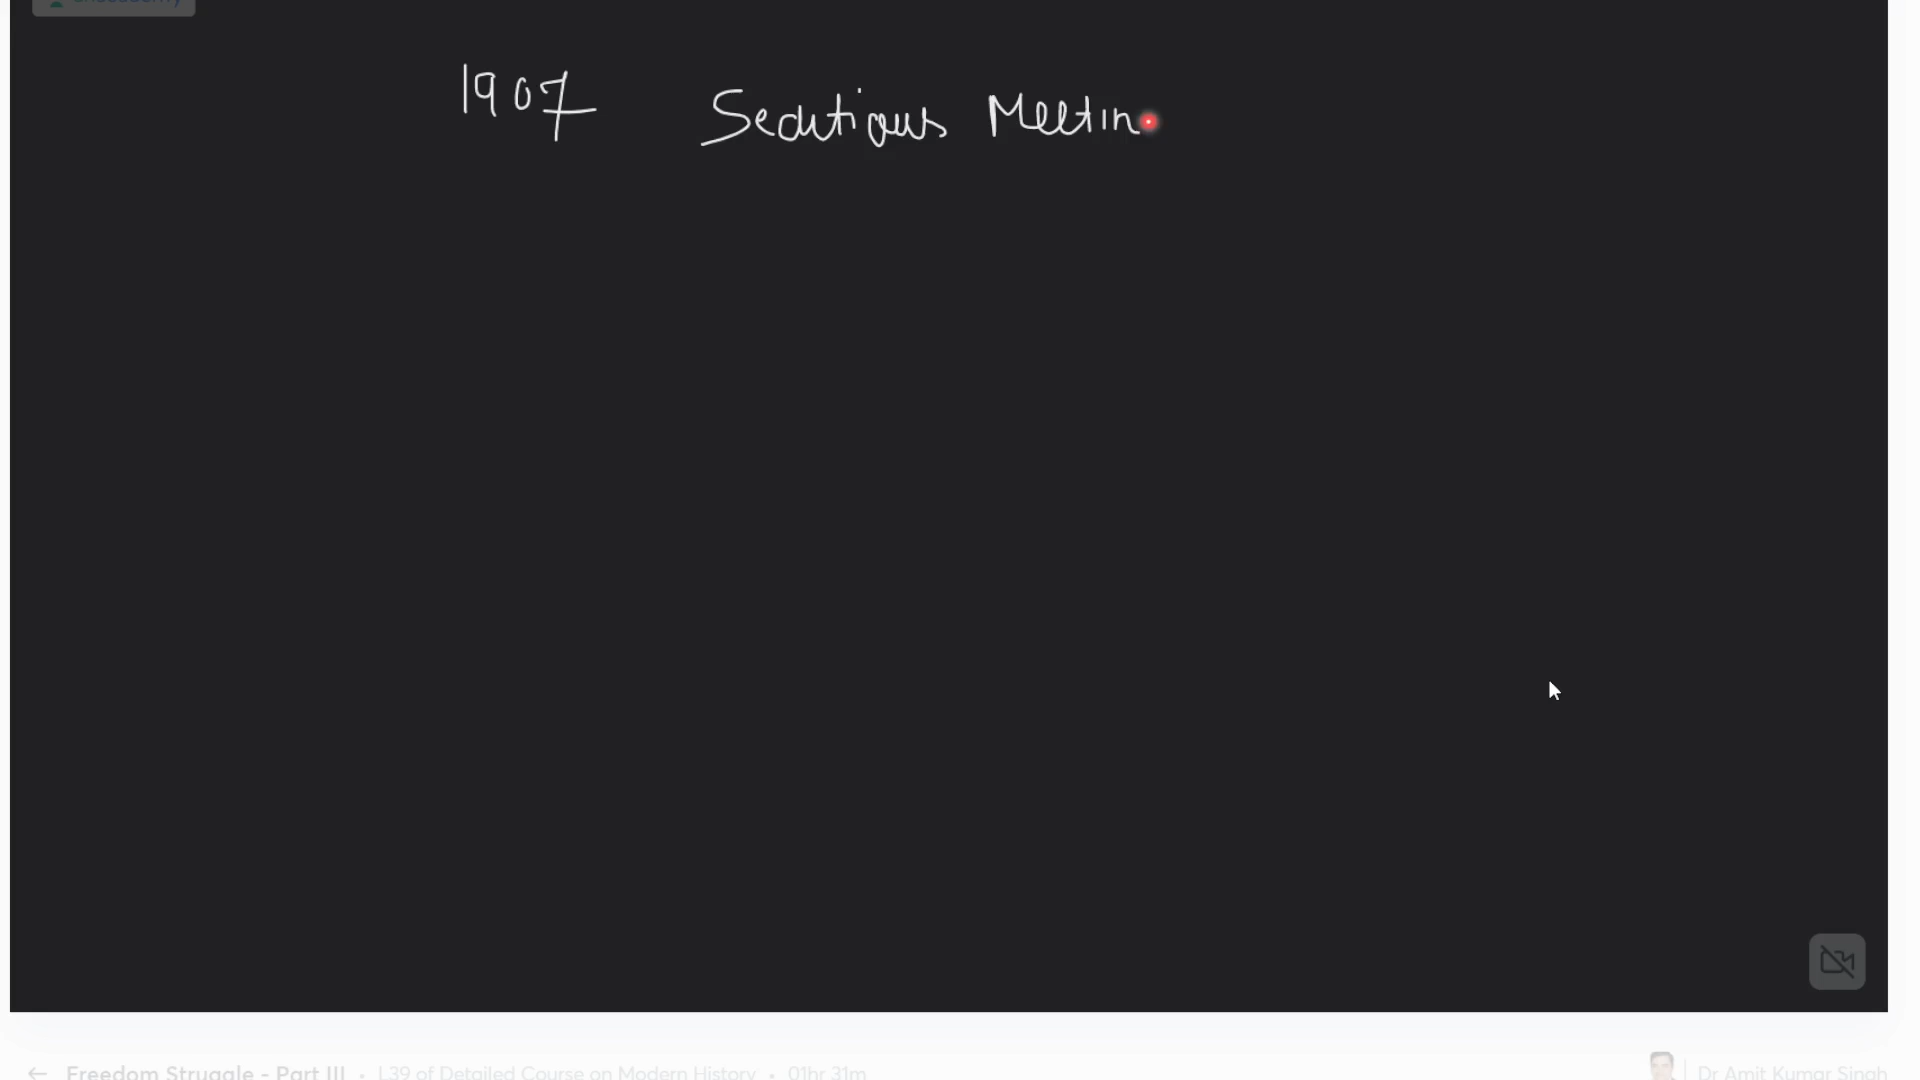 1907 Seditious Meetin
← Freedom Struggle - Part III • L39 of Detailed Course on Modern History • 01hr 31m
Dr Amit Kumar Singh